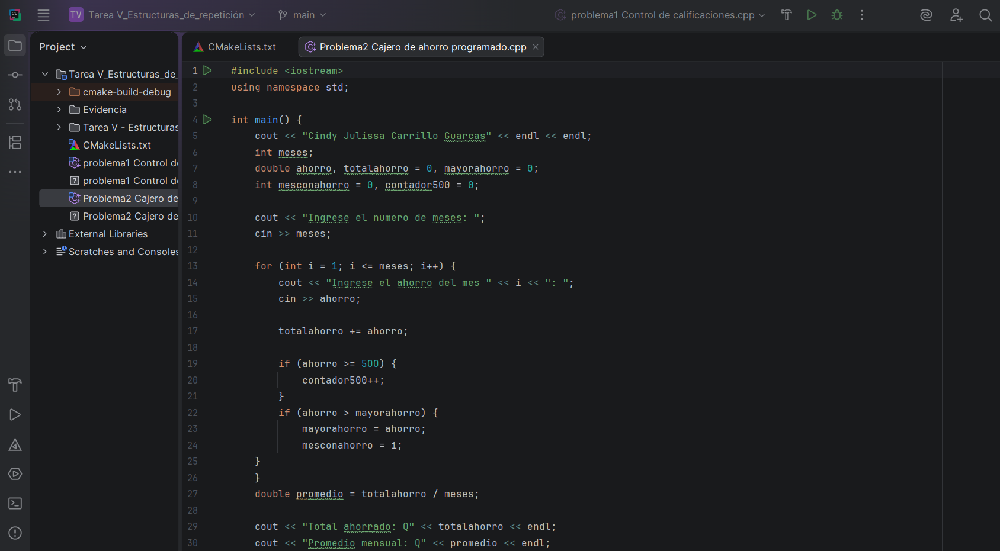 TV Tarea V_Estructuras_de_repetición main problema1 Control de calificaciones.cpp
Project
CMakeLists.txt
Problema2 Cajero de ahorro programado.cpp
Tarea V_Estructuras_de_
cmake-build-debug
Evidencia
Tarea V - Estructuras
CMakeLists.txt
problema1 Control de
problema1 Control de
Problema2 Cajero de
Problema2 Cajero de
External Libraries
Scratches and Consoles
1 #include <iostream>
2 using namespace std;
3
4 int main() {
5 cout << "Cindy Julissa Carrillo Guarcas" << endl << endl;
6 int meses;
7 double ahorro, totalahorro = 0, mayorahorro = 0;
8 int mesconahorro = 0, contador500 = 0;
9
10 cout << "Ingrese el numero de meses: ";
11 cin >> meses;
12
13 for (int i = 1; i <= meses; i++) {
14 cout << "Ingrese el ahorro del mes " << i << ": ";
15 cin >> ahorro;
16
17 totalahorro += ahorro;
18
19 if (ahorro >= 500) {
20 contador500++;
21 }
22 if (ahorro > mayorahorro) {
23 mayorahorro = ahorro;
24 mesconahorro = i;
25 }
26 }
27 double promedio = totalahorro / meses;
28
29 cout << "Total ahorrado: Q" << totalahorro << endl;
30 cout << "Promedio mensual: Q" << promedio << endl;